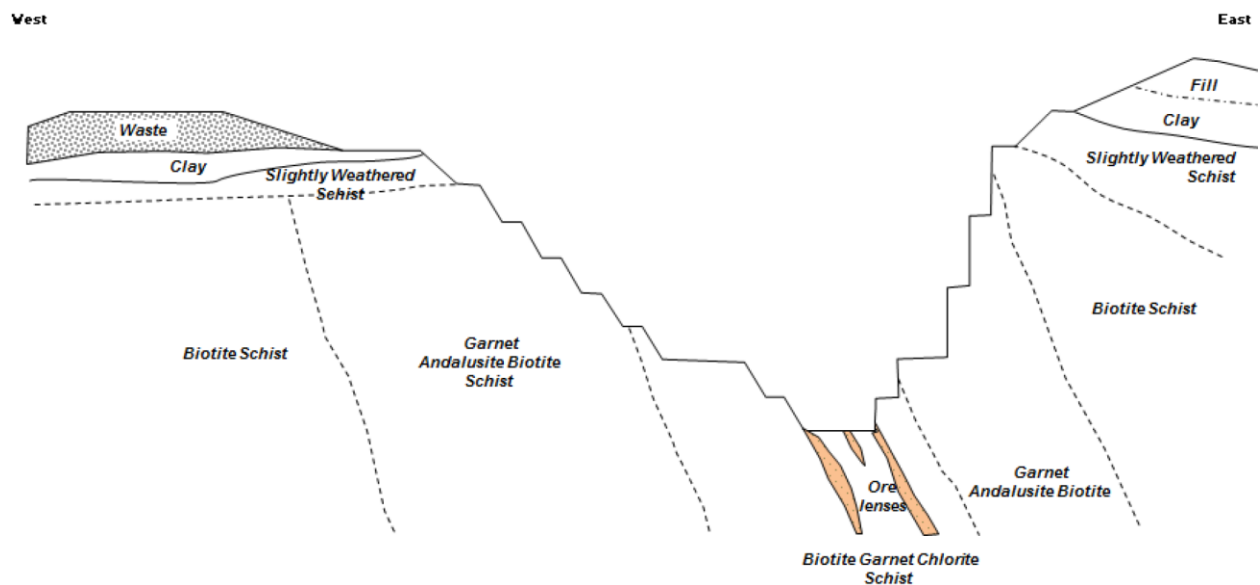 West
East
Fill
Waste
Clay
Clay
Slightly Weathered
Schist
Slightly Weathered
Schist
Biotite Schist
Biotite Schist
Garnet
Andalusite Biotite
Schist
Garnet
Andalusite Biotite
Ore
lenses
Biotite Garnet Chlorite
Schist